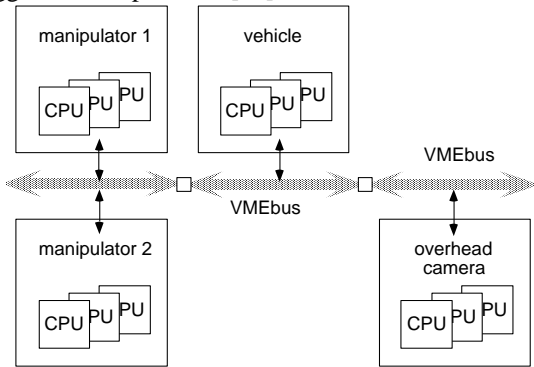 manipulator 1
vehicle
CPU PU PU
CPU PU PU
VMEbus
VMEbus
manipulator 2
overhead
camera
CPU PU PU
CPU PU PU